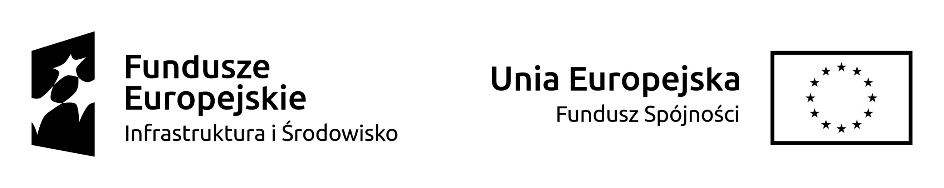 Fundusze
Europejskie
Infrastruktura i Środowisko
Unia Europejska
Fundusz Spójności